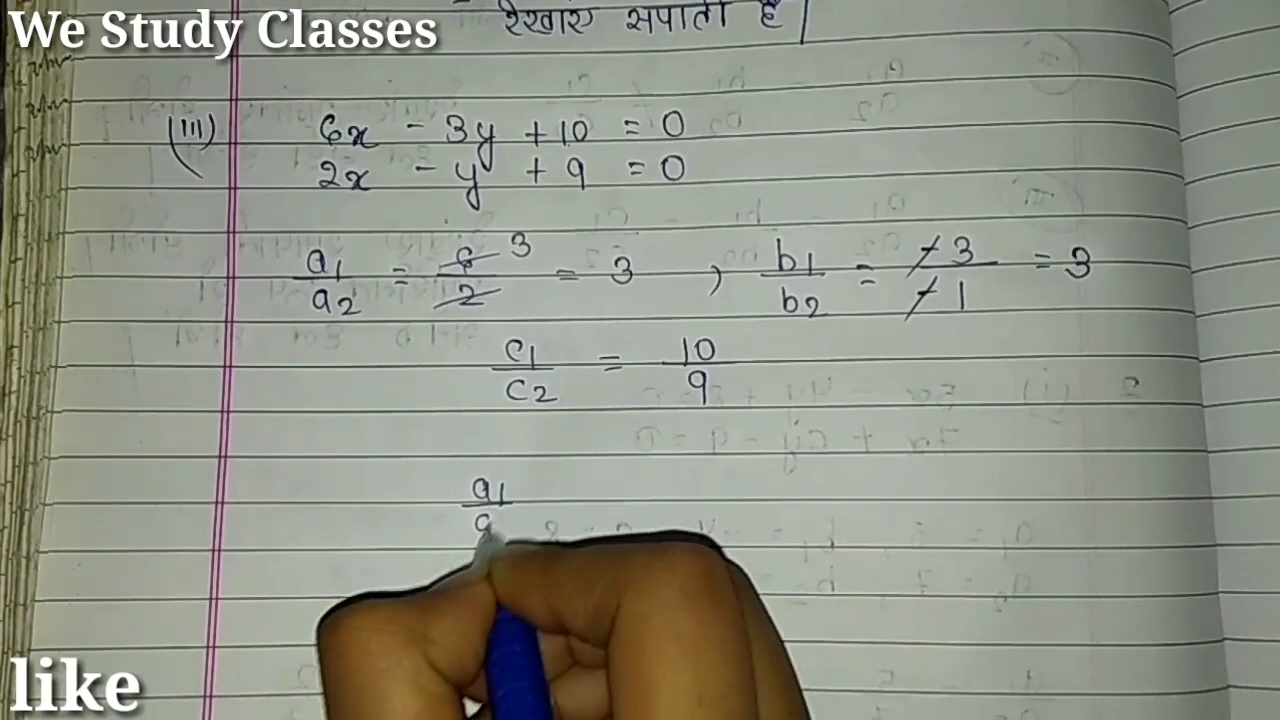 We Study Classes
रेखाएं संपाती हैं।
(III) 6x - 3y + 10 = 0
2x - y + 9 = 0
a1/a2 = 6/2 3 = 3 , b1/b2 = -3/-1 = 3
c1/c2 = 10/9
a1/a
like